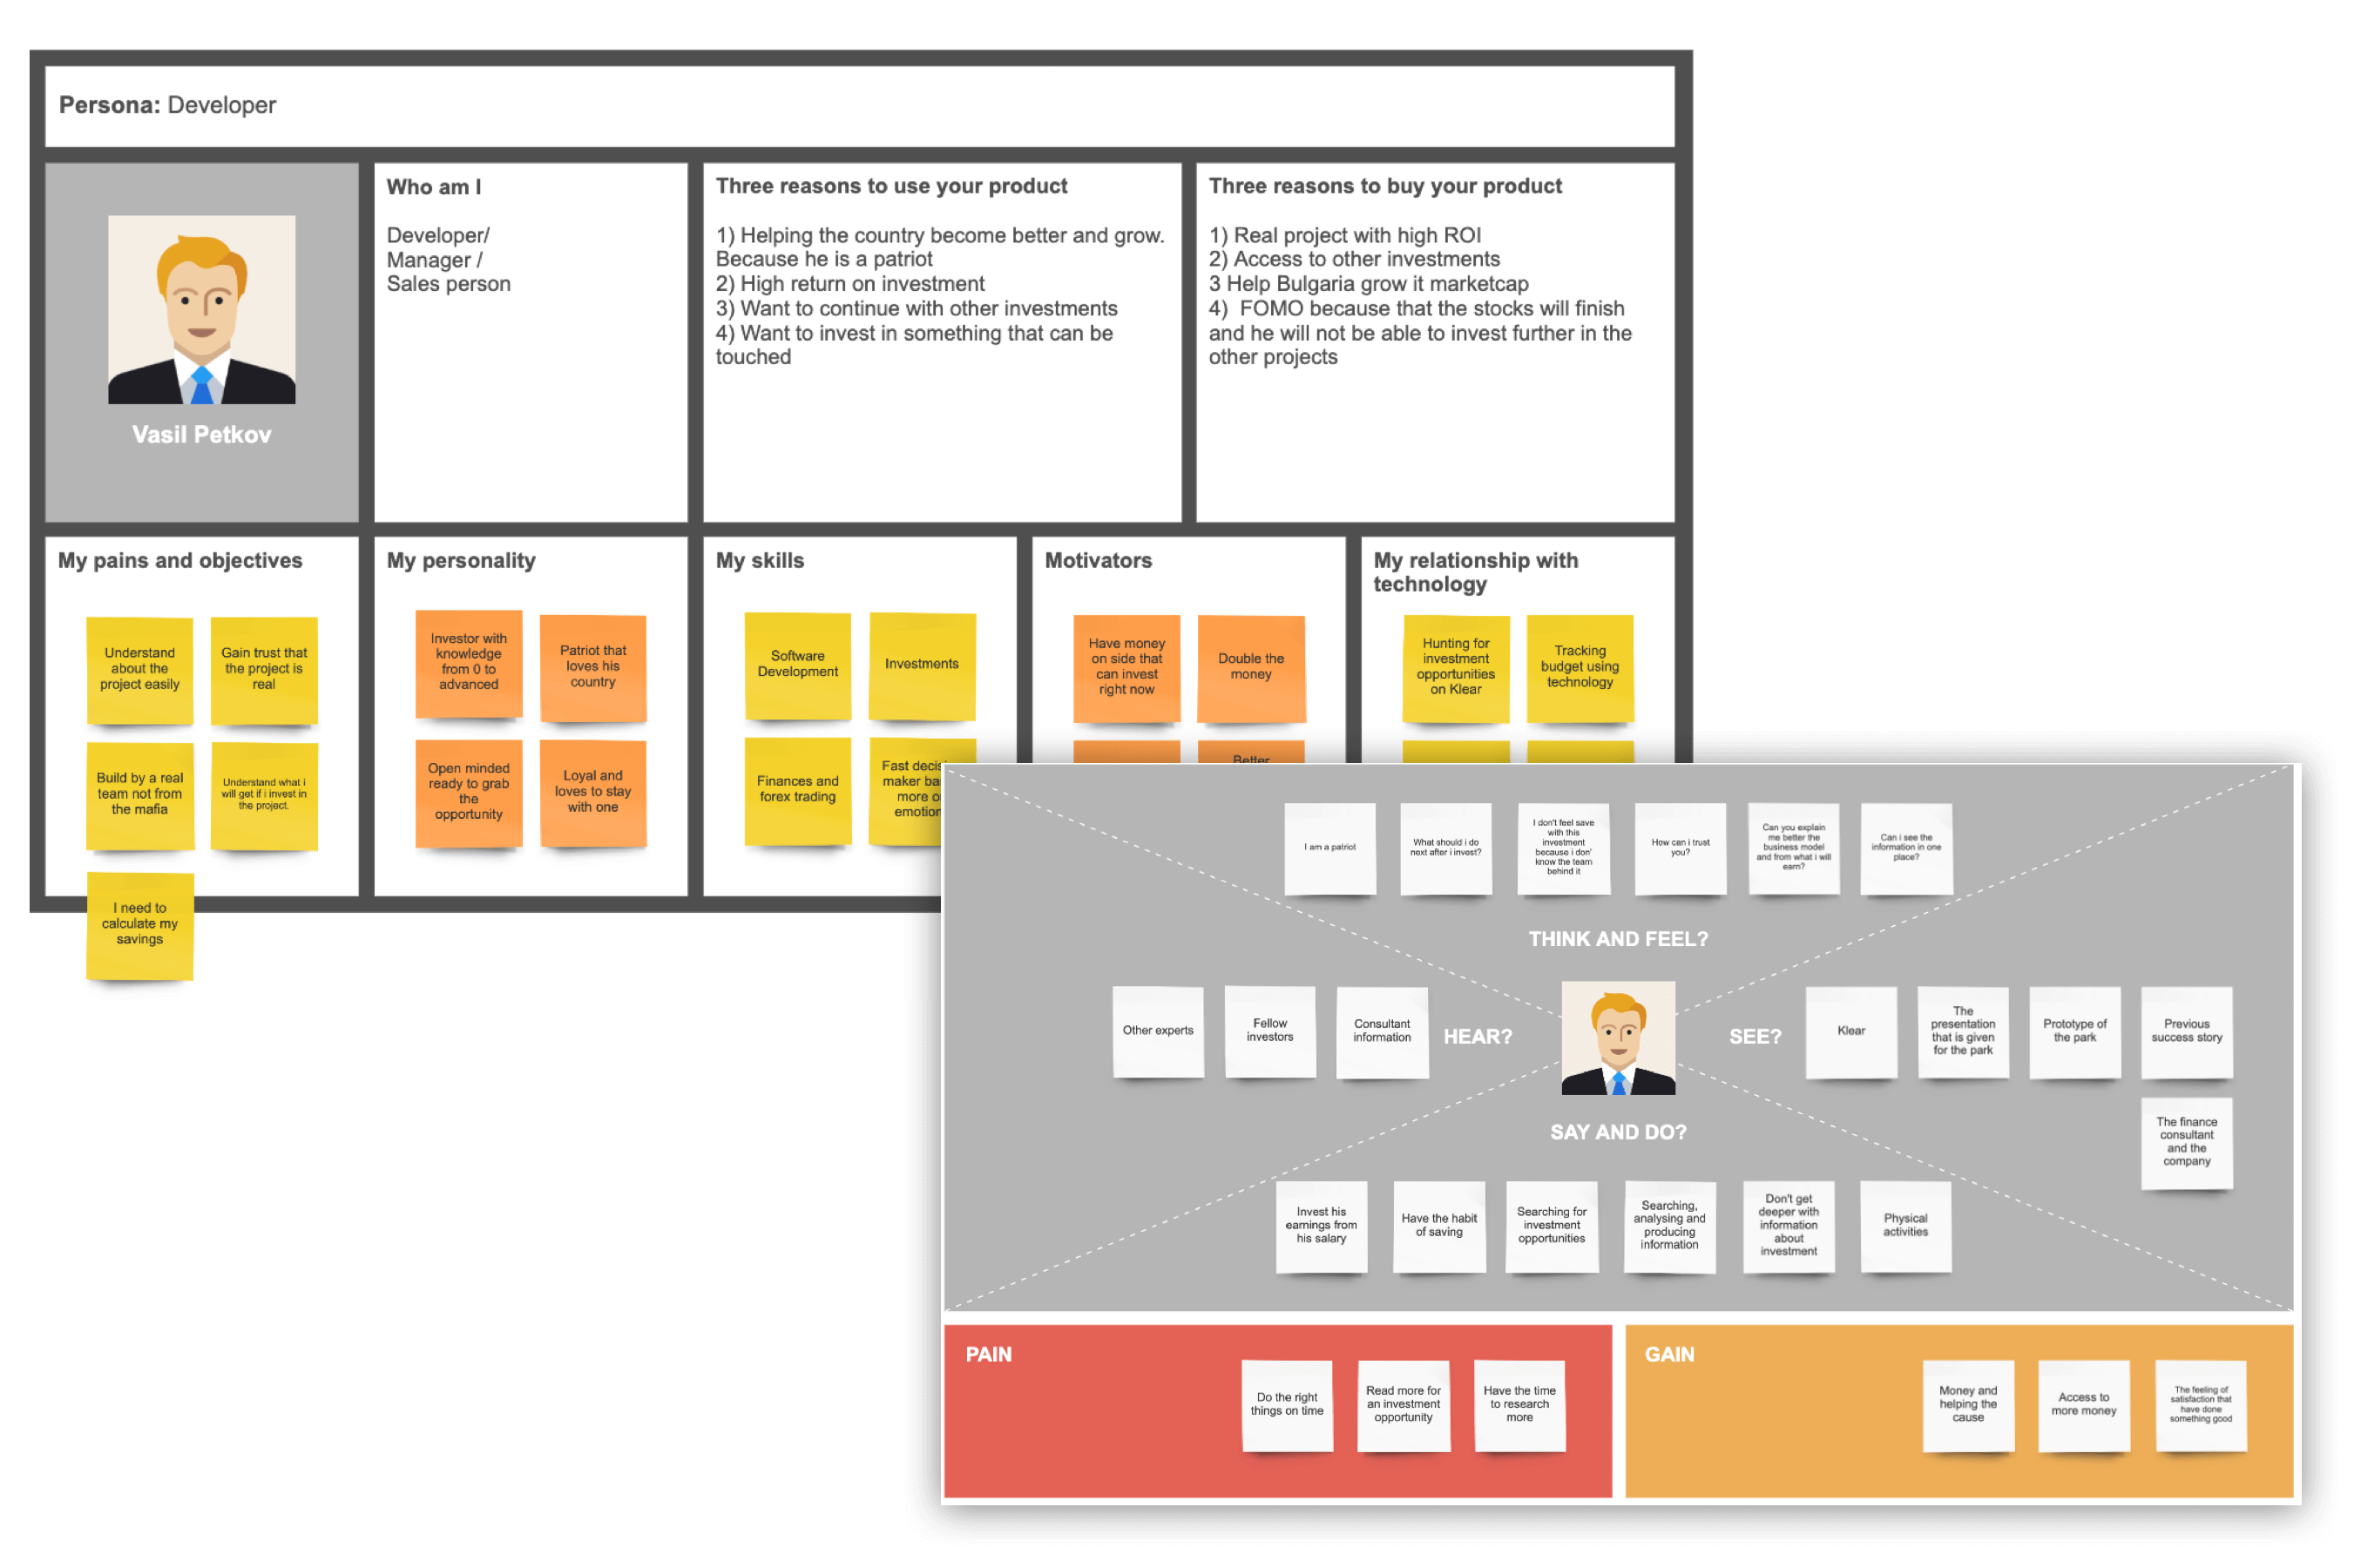 Persona: Developer
Vasil Petkov
Who am I
Developer/
Manager /
Sales person
Three reasons to use your product
1) Helping the country become better and grow.
Because he is a patriot
2) High return on investment
3) Want to continue with other investments
4) Want to invest in something that can be
touched
Three reasons to buy your product
1) Real project with high ROI
2) Access to other investments
3 Help Bulgaria grow it marketcap
4) FOMO because that the stocks will finish
and he will not be able to invest further in the
other projects
My pains and objectives
Understand
about the
project easily
Gain trust that
the project is
real
Build by a real
team not from
the mafia
Understand what i
will get if i invest in
the project.
I need to
calculate my
savings
My personality
Investor with
knowledge
from 0 to
advanced
Patriot that
loves his
country
Open minded
ready to grab
the
opportunity
Loyal and
loves to stay
with one
My skills
Software
Development
Investments
Finances and
forex trading
Fast
maker
more
Motivators
Have money
on side that
can invest
right now
Double the
money
Better
My relationship with
technology
Hunting for
investment
opportunities
on Klear
Tracking
budget using
technology
I am a patriot
What should i do
next after i invest?
I don't feel save
with this
investment
because i don'
know the team
behind it
How can i trust
you?
Can you explain
me better the
business model
and from what i will
earn?
Can i see the
information in one
place?
THINK AND FEEL?
Other experts
Fellow
investors
Consultant
information
HEAR?
SEE?
Klear
The
presentation
that is given
for the park
Prototype of
the park
Previous
success story
The finance
consultant
and the
company
SAY AND DO?
Invest his
earnings from
his salary
Have the habit
of saving
Searching for
investment
opportunities
Searching,
analysing and
producing
information
Don't get
deeper with
information
about
investment
Physical
activities
PAIN
Do the right
things on time
Read more for
an investment
opportunity
Have the time
to research
more
GAIN
Money and
helping the
cause
Access to
more money
The feeling of
satisfaction that
have done
something good